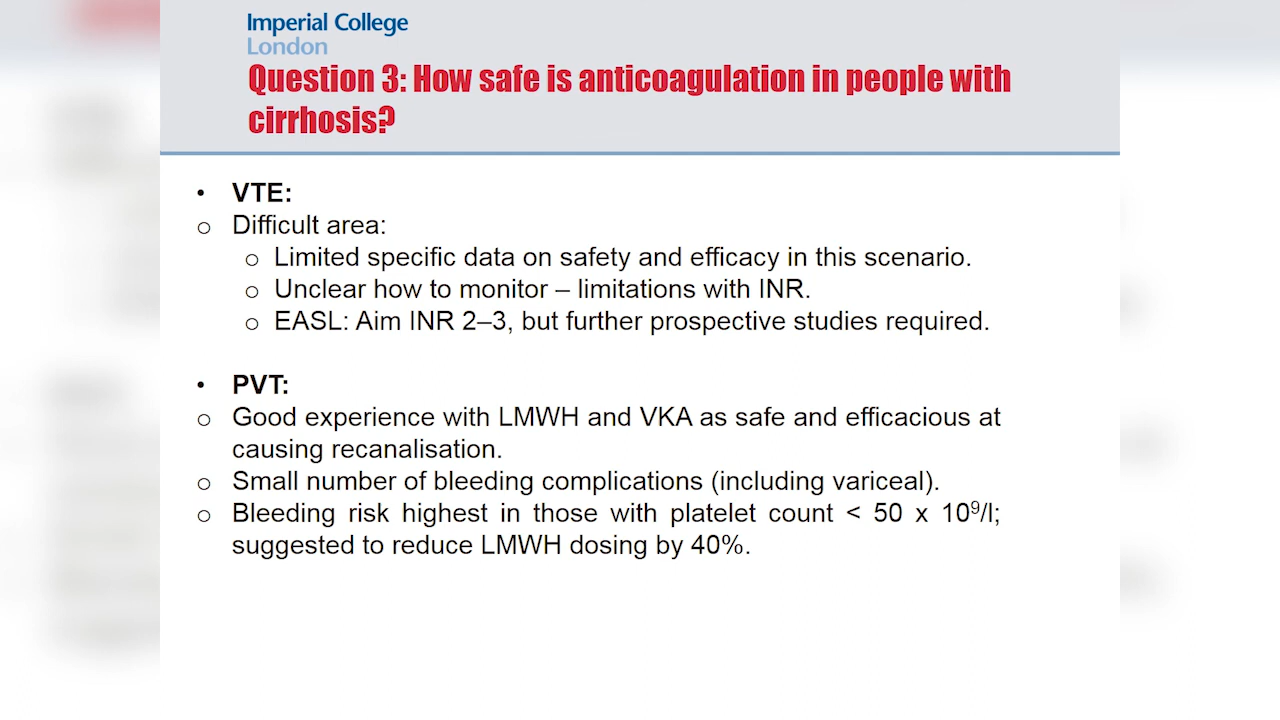 Imperial College
London
Question 3: How safe is anticoagulation in people with
cirrhosis?
• VTE:
o Difficult area:
o Limited specific data on safety and efficacy in this scenario.
o Unclear how to monitor – limitations with INR.
o EASL: Aim INR 2–3, but further prospective studies required.
• PVT:
o Good experience with LMWH and VKA as safe and efficacious at
causing recanalisation.
o Small number of bleeding complications (including variceal).
o Bleeding risk highest in those with platelet count < 50 x 10⁹/l;
suggested to reduce LMWH dosing by 40%.